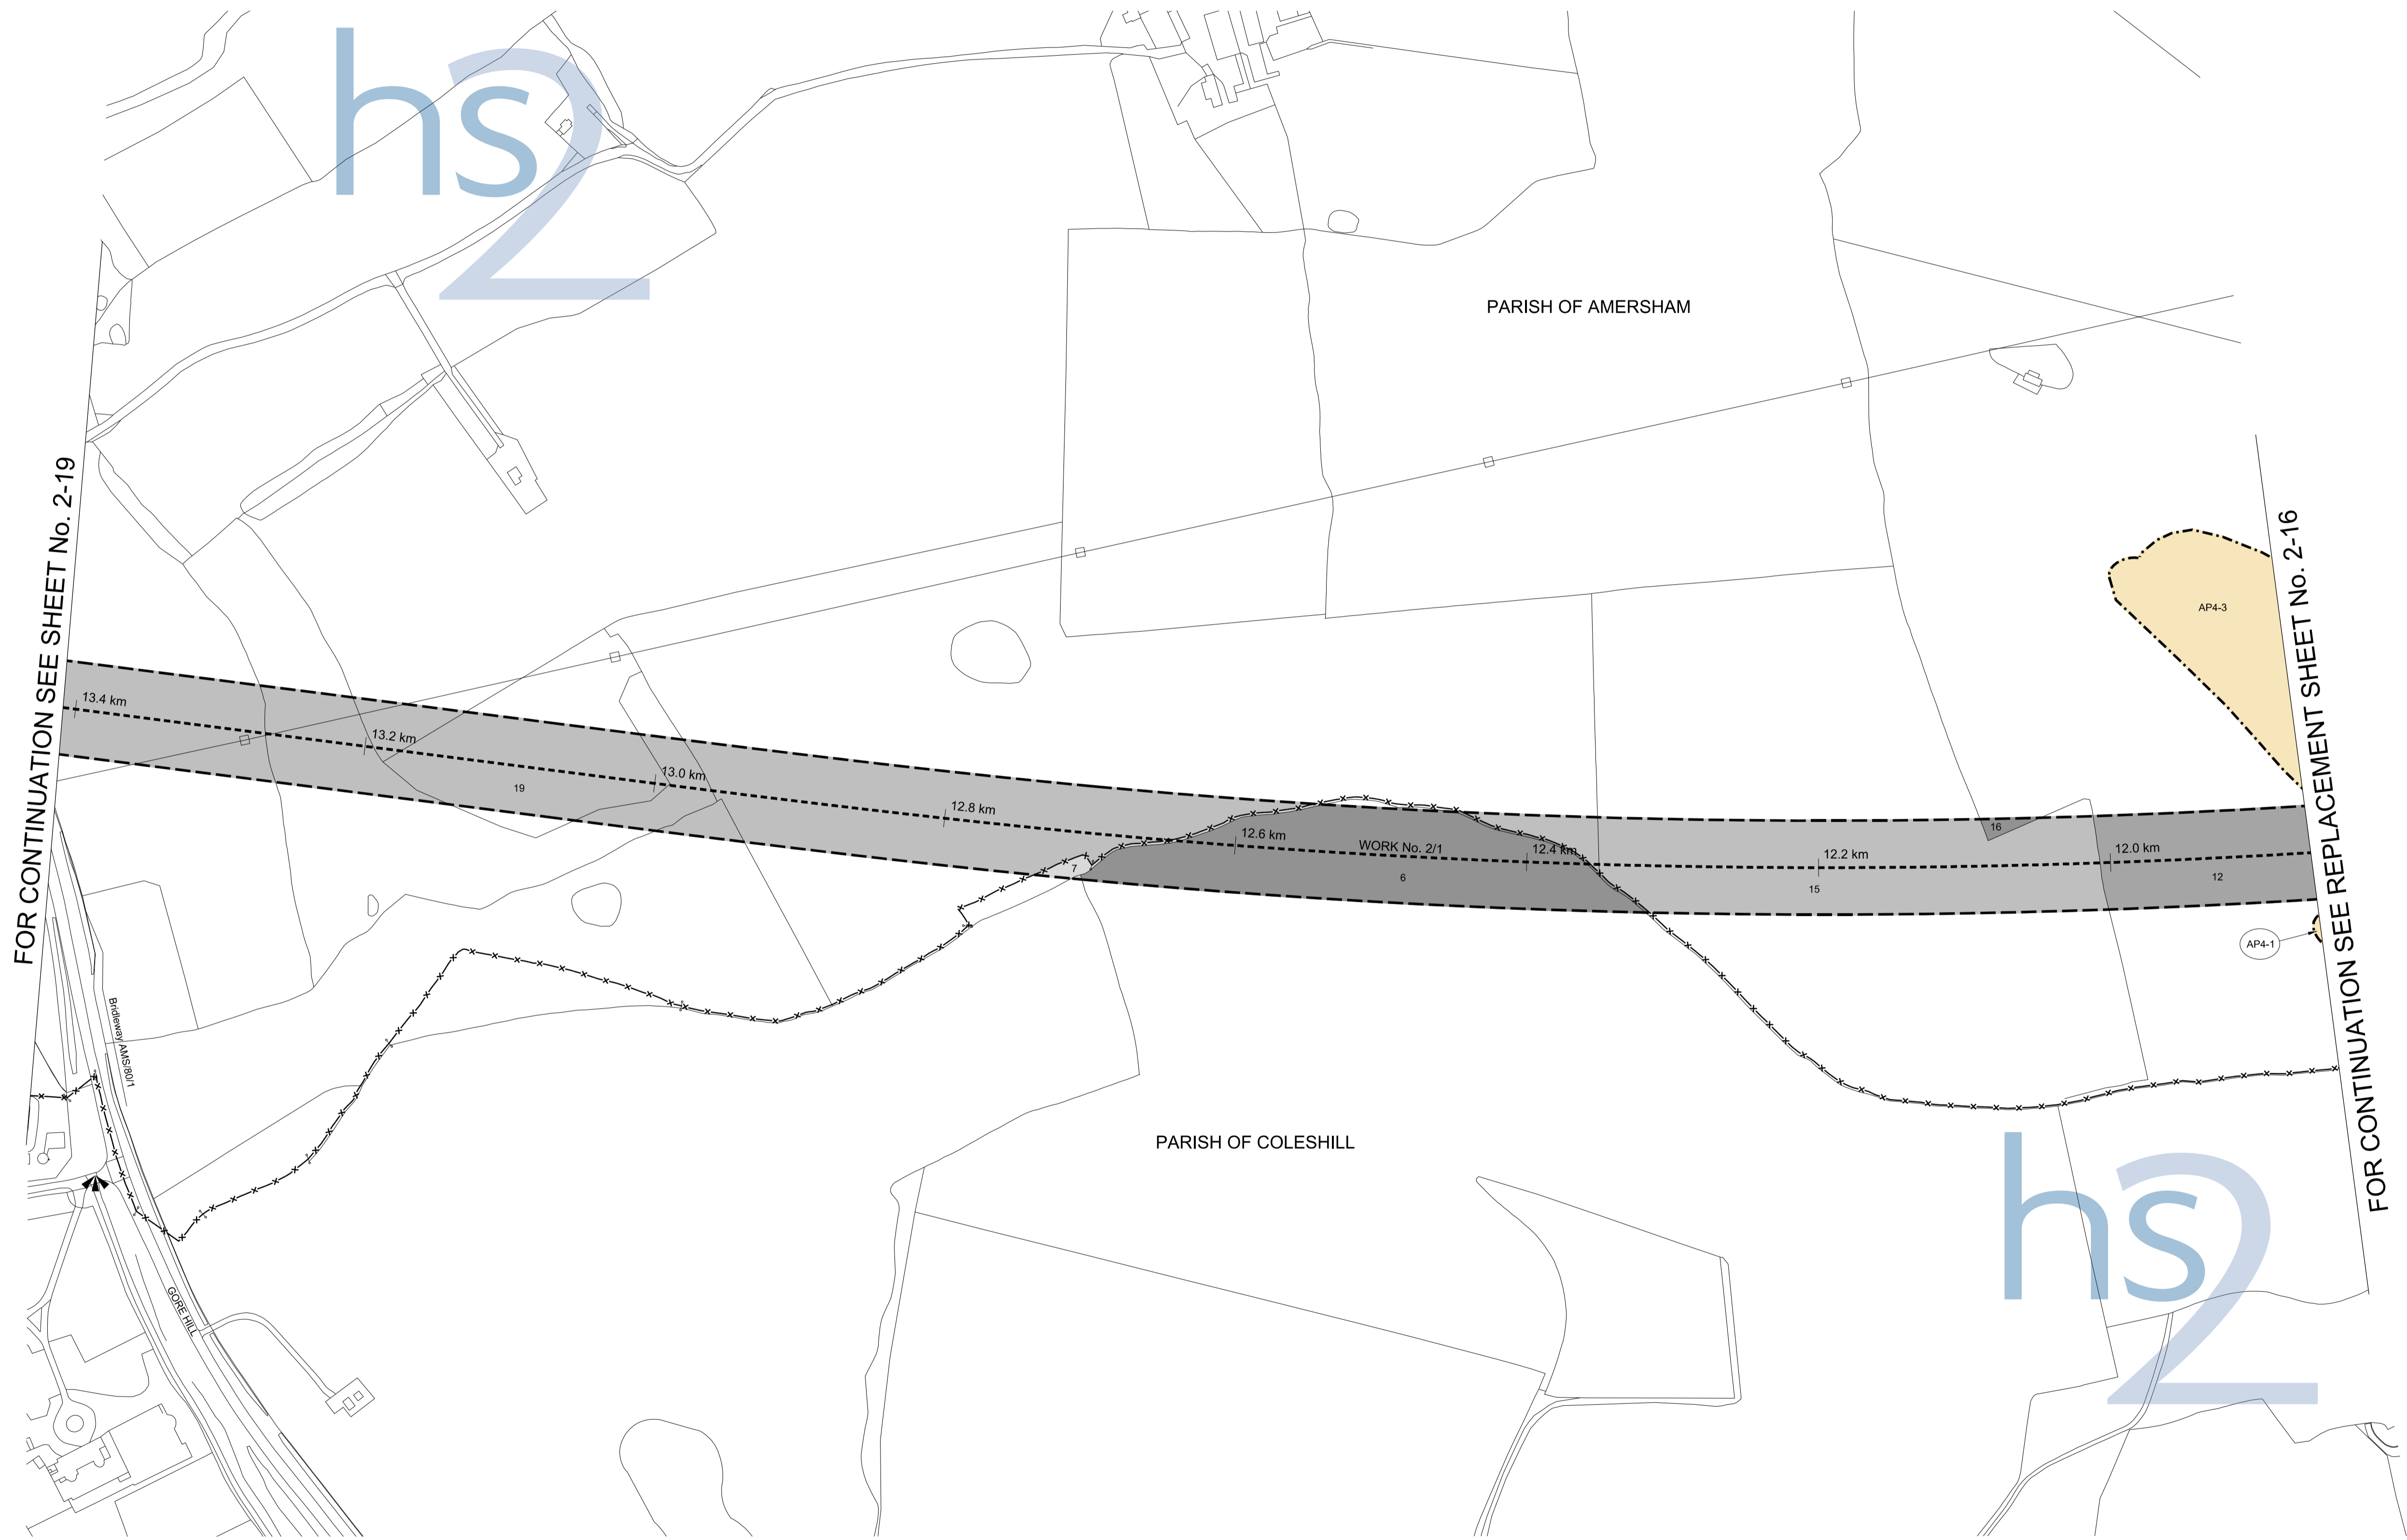 hs2
PARISH OF AMERSHAM
FOR CONTINUATION SEE SHEET No. 2-19
FOR CONTINUATION SEE REPLACEMENT SHEET No. 2-16
AP4-3
13.4 km
13.2 km
13.0 km
12.8 km
12.6 km
12.4 km
12.2 km
12.0 km
WORK No. 2/1
19
7
6
15
16
12
AP4-1
Bridleway AMS/80/1
PARISH OF COLESHILL
GORE HILL
hs2